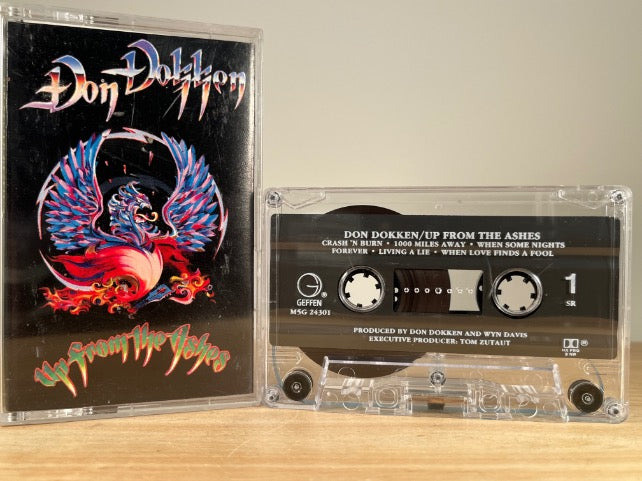 Don Dokken
Up From The Ashes
DON DOKKEN/UP FROM THE ASHES
CRASH 'N BURN • 1000 MILES AWAY • WHEN SOME NIGHTS
FOREVER • LIVING A LIE • WHEN LOVE FINDS A FOOL
GEFFEN
M5G 24301
1
SR
PRODUCED BY DON DOKKEN AND WYN DAVIS
EXECUTIVE PRODUCER: TOM ZUTAUT